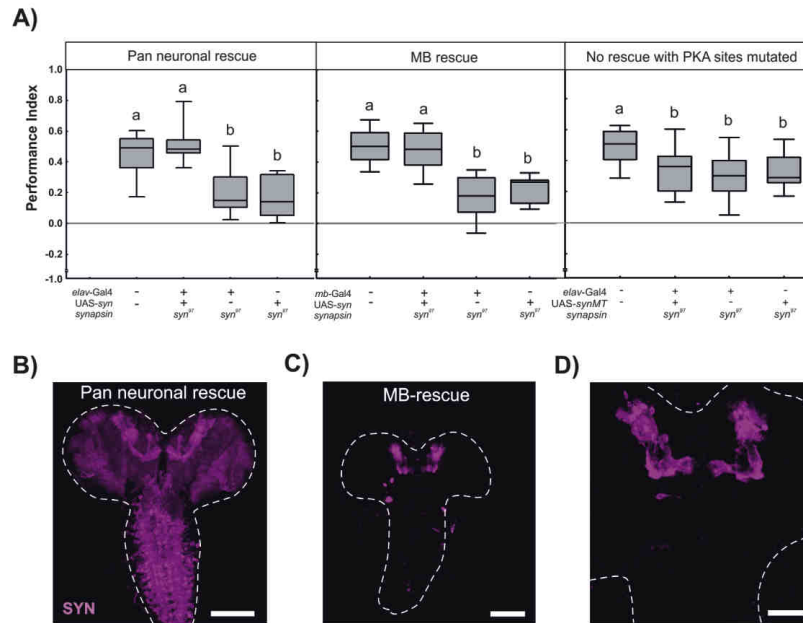 A)
Pan neuronal rescue MB rescue No rescue with PKA sites mutated
Performance Index
1.0
0.8
0.6
0.4
0.2
0.0
-0.2
-1.0
a a b b
a a b b
a b b b
elav-Gal4 - + + -
UAS-syn - + - +
synapsin syn⁹⁷ syn⁹⁷ syn⁹⁷
mb-Gal4 - + + -
UAS-syn - + - +
synapsin syn⁹⁷ syn⁹⁷ syn⁹⁷
elav-Gal4 - + + -
UAS-synMT - + - +
synapsin syn⁹⁷ syn⁹⁷ syn⁹⁷
B)
Pan neuronal rescue
SYN
C)
MB-rescue
D)